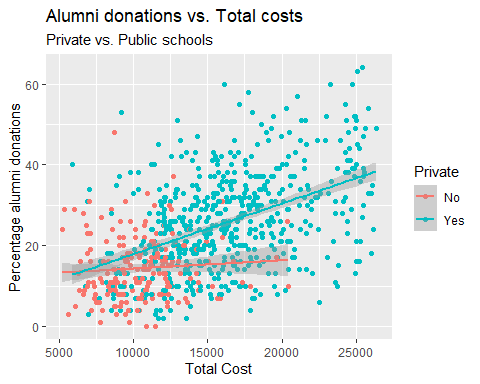 Alumni donations vs. Total costs
Private vs. Public schools
Percentage alumni donations
60
40
20
0
5000 10000 15000 20000 25000
Total Cost
Private
No
Yes